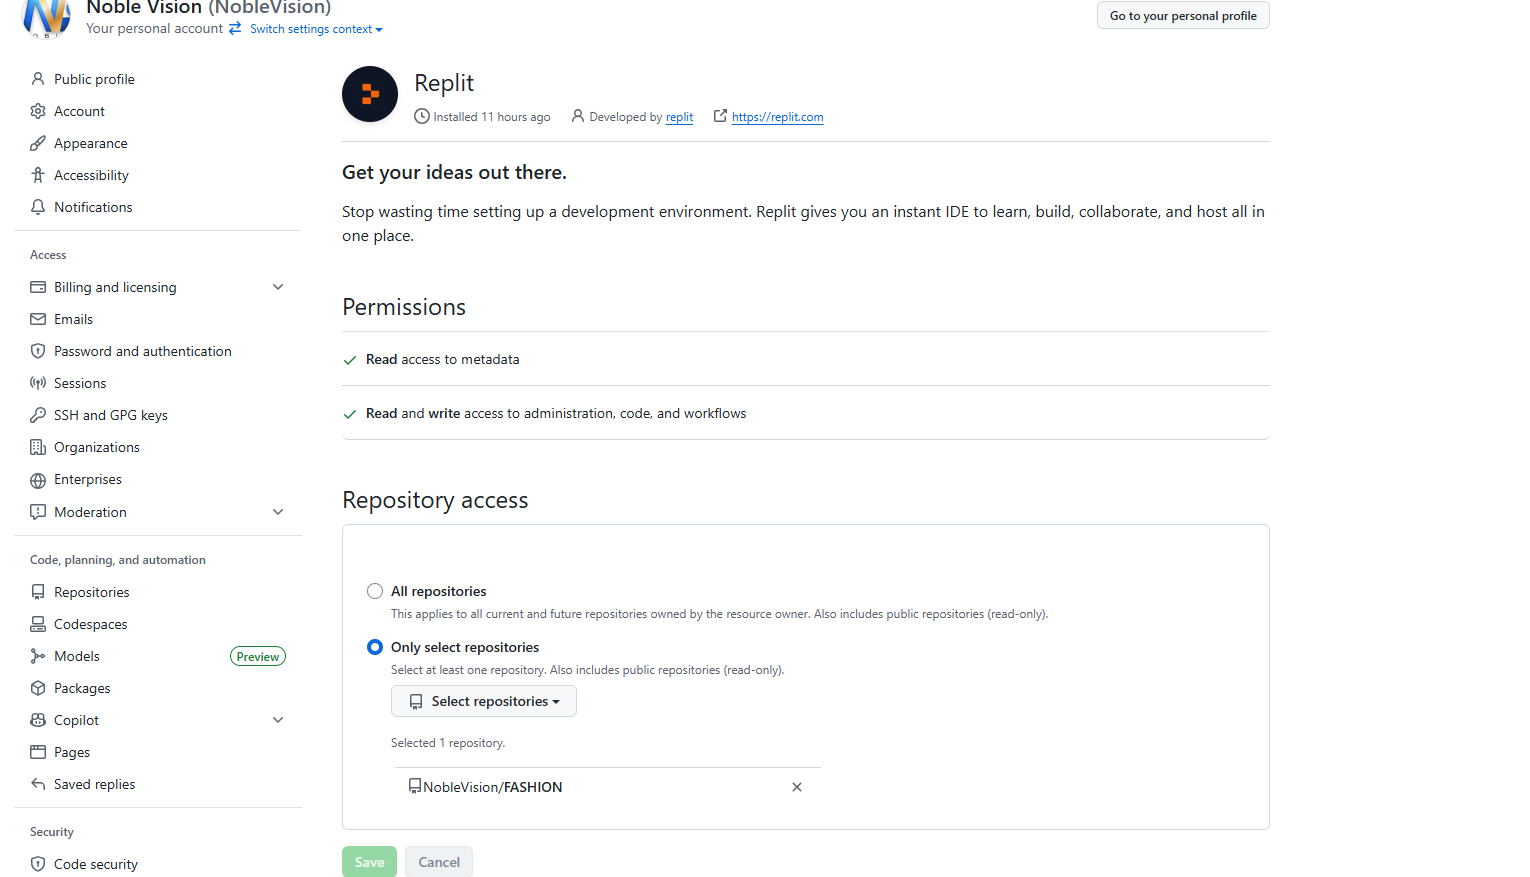 Noble Vision (NobleVision)
Your personal account Switch settings context
Go to your personal profile
Public profile
Account
Appearance
Accessibility
Notifications
Access
Billing and licensing
Emails
Password and authentication
Sessions
SSH and GPG keys
Organizations
Enterprises
Moderation
Code, planning, and automation
Repositories
Codespaces
Models Preview
Packages
Copilot
Pages
Saved replies
Security
Code security
Replit
Installed 11 hours ago Developed by replit https://replit.com
Get your ideas out there.
Stop wasting time setting up a development environment. Replit gives you an instant IDE to learn, build, collaborate, and host all in
one place.
Permissions
Read access to metadata
Read and write access to administration, code, and workflows
Repository access
All repositories
This applies to all current and future repositories owned by the resource owner. Also includes public repositories (read-only).
Only select repositories
Select at least one repository. Also includes public repositories (read-only).
Select repositories
Selected 1 repository.
NobleVision/FASHION
Save Cancel